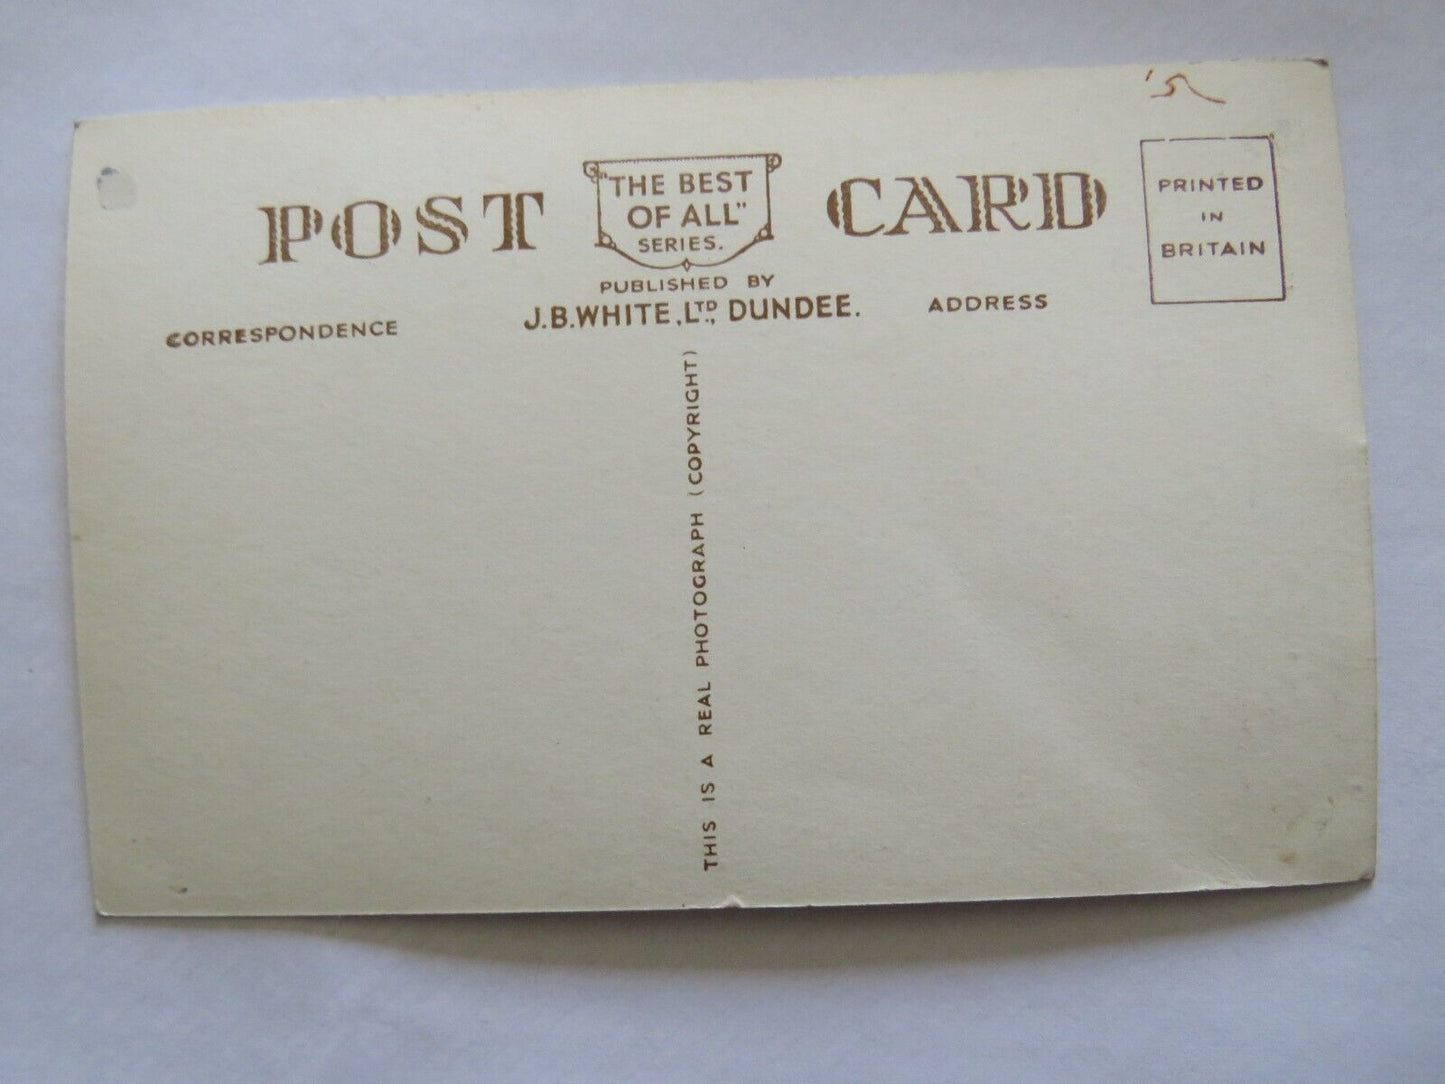 '5
POST
"THE BEST
OF ALL"
SERIES.
CARD
PRINTED
IN
BRITAIN
PUBLISHED BY
J.B.WHITE, LTD., DUNDEE.
CORRESPONDENCE
ADDRESS
THIS IS A REAL PHOTOGRAPH (COPYRIGHT)